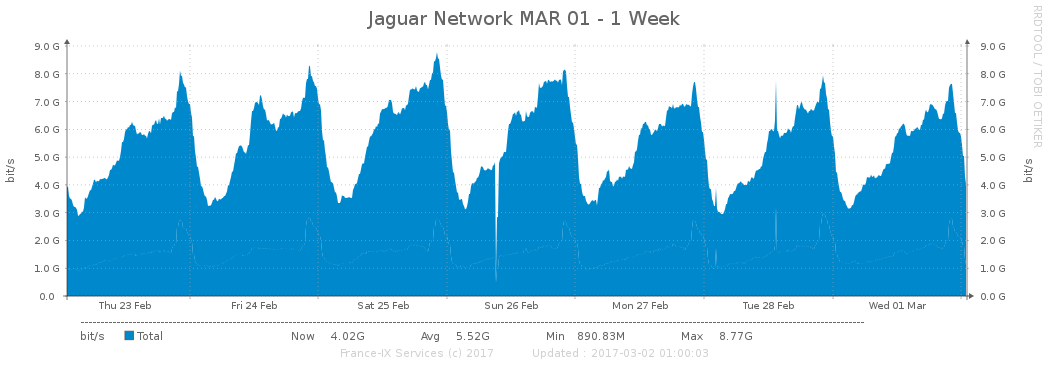 Jaguar Network MAR 01 - 1 Week
RRDTOOL / TOBI OETIKER
bit/s
9.0 G 9.0 G
8.0 G 8.0 G
7.0 G 7.0 G
6.0 G 6.0 G
5.0 G 5.0 G
4.0 G 4.0 G
3.0 G 3.0 G
2.0 G 2.0 G
1.0 G 1.0 G
0.0 0.0 G
bit/s
Thu 23 Feb Fri 24 Feb Sat 25 Feb Sun 26 Feb Mon 27 Feb Tue 28 Feb Wed 01 Mar
bit/s Total Now 4.02G Avg 5.52G Min 890.83M Max 8.77G
France-IX Services (c) 2017 Updated : 2017-03-02 01:00:03